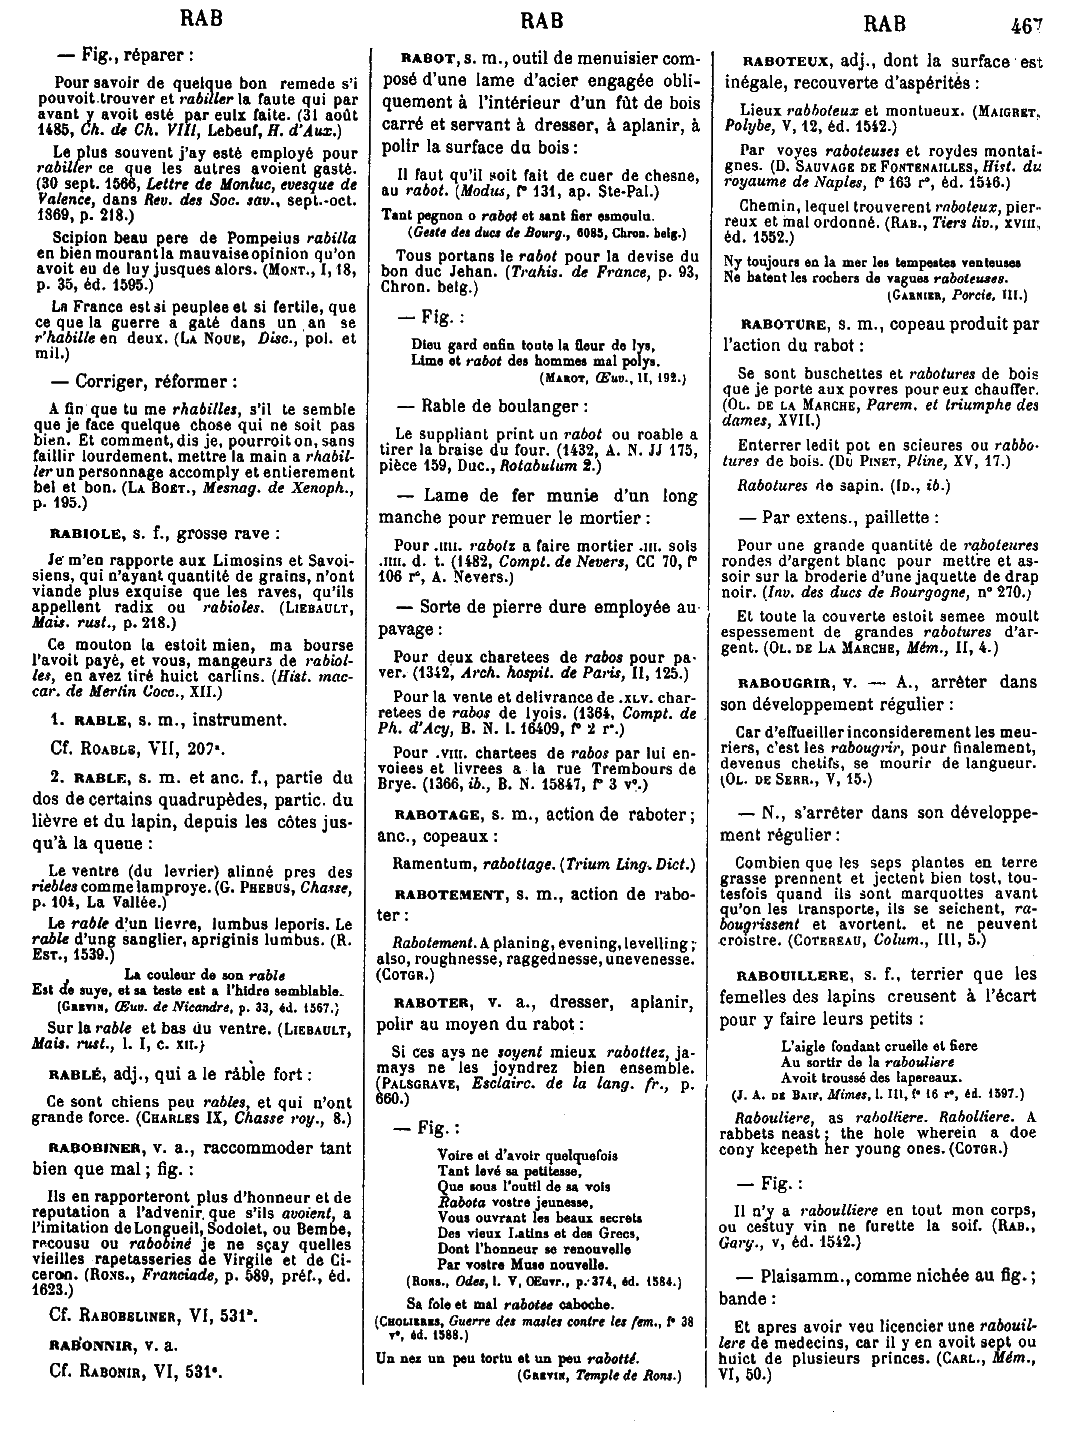 RAB
RAB
RAB
467
— Fig., réparer :
Pour savoir de quelque bon remede s'i
pouvoit trouver et rabiller la faute qui par
avant y avoit esté par eulx faite. (31 août
1485, Ch. de Ch. VIII, Lebeuf, H. d'Aux.)
Le plus souvent j'ay esté employé pour
rabiller ce que les autres avoient gasté.
(30 sept. 1566, Lettre de Monluc, evesque de
Valence, dans Rev. des Soc. sav., sept.-oct.
1869, p. 218.)
Scipion beau pere de Pompeius rabilla
en bien mourant la mauvaise opinion qu'on
avoit eu de luy jusques alors. (MONT., I, 18,
p. 35, éd. 1595.)
La France est si peuplee et si fertile, que
ce que la guerre a gaté dans un an se
r'habille en deux. (LA NOUE, Disc., pol. et
mil.)
— Corriger, réformer :
A fin que tu me rhabilles, s'il te semble
que je face quelque chose qui ne soit pas
bien. Et comment, dis je, pourroit on, sans
faillir lourdement, mettre la main a rhabil-
ler un personnage accomply et entierement
bel et bon. (LA BOET., Mesnag. de Xenoph.,
p. 195.)
RABIOLE, s. f., grosse rave :
Je m'en rapporte aux Limosins et Savoi-
siens, qui n'ayant quantité de grains, n'ont
viande plus exquise que les raves, qu'ils
appellent radix ou rabioles. (LIEBAULT,
Mais. rust., p. 218.)
Ce mouton la estoit mien, ma bourse
l'avoit payé, et vous, mangeurs de rabiol-
les, en avez tiré huict carlins. (Hist. mac-
car. de Merlin Cocc., XII.)
1. RABLE, s. m., instrument.
Cf. ROABLE, VII, 207ª.
2. RABLE, s. m. et anc. f., partie du
dos de certains quadrupèdes, partic. du
lièvre et du lapin, depuis les côtes jus-
qu'à la queue :
Le ventre (du levrier) alinné pres des
riebles comme lamproye. (G. PHEBUS, Chasse,
p. 104, La Vallée.)
Le rable d'un lievre, lumbus leporis. Le
rable d'ung sanglier, apriginis lumbus. (R.
EST., 1539.)
La couleur de son rable
Est de suye, et sa teste est a l'hidre semblable.
(GREVIN, Œuv. de Nicandre, p. 33, éd. 1567.)
Sur la rable et bas du ventre. (LIEBAULT,
Mais. rust., l. I, c. XII.)
RABLÉ, adj., qui a le râble fort :
Ce sont chiens peu rables, et qui n'ont
grande force. (CHARLES IX, Chasse roy., 8.)
RABOBINER, v. a., raccommoder tant
bien que mal ; fig. :
Ils en rapporteront plus d'honneur et de
reputation a l'advenir, que s'ils avoient, a
l'imitation de Longueil, Sodolet, ou Bembe,
recousu ou rabobiné je ne sçay quelles
vieilles rapetasseries de Virgile et de Ci-
ceron. (RONS., Franciade, p. 589, préf., éd.
1623.)
Cf. RABOBELINER, VI, 531ᵇ.
RABONNIR, v. a.
Cf. RABONIR, VI, 531ᶜ.
RABOT, s. m., outil de menuisier com-
posé d'une lame d'acier engagée obli-
quement à l'intérieur d'un fût de bois
carré et servant à dresser, à aplanir, à
polir la surface du bois :
Il faut qu'il soit fait de cuer de chesne,
au rabot. (Modus, fº 131, ap. Ste-Pal.)
Tant pegnon o rabot et sant fier esmoulu.
(Geste des ducs de Bourg., 6085, Chron. belg.)
Tous portans le rabot pour la devise du
bon duc Jehan. (Trahis. de France, p. 93,
Chron. belg.)
— Fig. :
Dieu gard enfin toute la fleur de lys,
Lime et rabot des hommes mal polys.
(MAROT, Œuv., II, 192.)
— Rable de boulanger :
Le suppliant print un rabot ou roable a
tirer la braise du four. (1432, A. N. JJ 175,
pièce 159, Duc., Rotabulum 2.)
— Lame de fer munie d'un long
manche pour remuer le mortier :
Pour .IIII. rabotz a faire mortier .III. sols
.IIII. d. t. (1482, Compt. de Nevers, CC 70, fº
106 rº, A. Nevers.)
— Sorte de pierre dure employée au
pavage :
Pour deux charetees de rabos pour pa-
ver. (1342, Arch. hospit. de Paris, II, 125.)
Pour la vente et delivrance de .XLV. char-
retees de rabos de lyois. (1364, Compt. de
Ph. d'Acy, B. N. l. 16409, fº 2 rº.)
Pour .VIII. chartees de rabos par lui en-
voiees et livrees a la rue Trembours de
Brye. (1366, ib., B. N. 15847, fº 3 vº.)
RABOTAGE, s. m., action de raboter ;
anc., copeaux :
Ramentum, rabottage. (Trium Ling. Dict.)
RABOTEMENT, s. m., action de rabo-
ter :
Rabotement. A planing, evening, levelling ;
also, roughnesse, raggednesse, unevenesse.
(COTGR.)
RABOTER, v. a., dresser, aplanir,
polir au moyen du rabot :
Si ces ays ne soyent mieux rabottez, ja-
mays ne les joyndrez bien ensemble.
(PALSGRAVE, Esclairc. de la lang. fr., p.
660.)
— Fig. :
Voire et d'avoir quelquefois
Tant levé sa petitesse,
Que sous l'outil de sa vois
Rabota vostre jeunesse,
Vous ouvrant les beaux secrets
Des vieux Latins et des Grecs,
Dont l'honneur se renouvelle
Par vostre Muse nouvelle.
(RONS., Odes, l. V, Œuvr., p. 374, éd. 1584.)
Sa fole et mal rabotee caboche.
(CHOLIERES, Guerre des masles contre les fem., fº 38
rº, éd. 1588.)
Un nez un peu tortu et un peu rabotté.
(GREVIN, Temple de Rons.)
RABOTEUX, adj., dont la surface est
inégale, recouverte d'aspérités :
Lieux rabboteux et montueux. (MAIGRET,
Polybe, V, 12, éd. 1542.)
Par voyes raboteuses et roydes montai-
gnes. (D. SAUVAGE DE FONTENAILLES, Hist. du
royaume de Naples, fº 163 rº, éd. 1546.)
Chemin, lequel trouverent raboteux, pier-
reux et mal ordonné. (RAB., Tiers liv., XVIII,
éd. 1552.)
Ny toujours en la mer les tempestes venteuses
Ne batent les rochers de vagues raboteuses.
(GARNIER, Porcie, III.)
RABOTURE, s. m., copeau produit par
l'action du rabot :
Se sont buschettes et rabotures de bois
que je porte aux povres pour eux chauffer.
(OL. DE LA MARCHE, Parem. et triumphe des
dames, XVII.)
Enterrer ledit pot en scieures ou rabbo-
tures de bois. (DU PINET, Pline, XV, 17.)
Rabotures de sapin. (ID., ib.)
— Par extens., paillette :
Pour une grande quantité de raboteures
rondes d'argent blanc pour mettre et as-
soir sur la broderie d'une jaquette de drap
noir. (Inv. des ducs de Bourgogne, nº 270.)
Et toute la couverte estoit semee moult
espessement de grandes rabotures d'ar-
gent. (OL. DE LA MARCHE, Mém., II, 4.)
RABOUGRIR, v. — A., arrêter dans
son développement régulier :
Car d'effueiller inconsiderement les meu-
riers, c'est les rabougrir, pour finalement,
devenus chetifs, se mourir de langueur.
(OL. DE SERR., V, 15.)
— N., s'arrêter dans son développe-
ment régulier :
Combien que les seps plantes en terre
grasse prennent et jectent bien tost, tou-
tesfois quand ils sont marquottes avant
qu'on les transporte, ils se seichent, ra-
bougrissent et avortent, et ne peuvent
croistre. (COTEREAU, Colum., III, 5.)
RABOUILLERE, s. f., terrier que les
femelles des lapins creusent à l'écart
pour y faire leurs petits :
L'aigle fondant cruelle et fiere
Au sortir de la rabouliere
Avoit troussé des lapereaux.
(J. A. DE BAIF, Mimes, l. III, fº 16 rº, éd. 1597.)
Rabouliere, as rabolliere. Rabolliere. A
rabbets neast ; the hole wherein a doe
cony kcepeth her young ones. (COTGR.)
— Fig. :
Il n'y a raboulliere en tout mon corps,
ou cestuy vin ne furette la soif. (RAB.,
Garg., V, éd. 1542.)
— Plaisamm., comme nichée au fig. ;
bande :
Et apres avoir veu licencier une rabouil-
lere de medecins, car il y en avoit sept ou
huict de plusieurs princes. (CARL., Mém.,
VI, 50.)